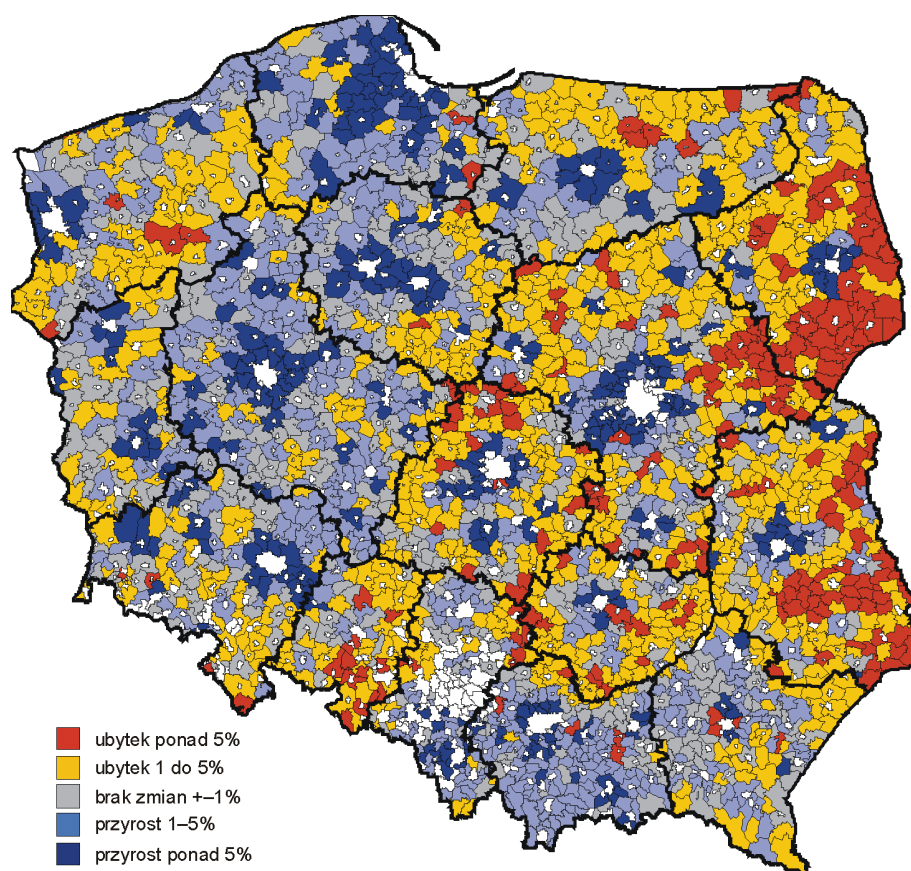 ubytek ponad 5%
ubytek 1 do 5%
brak zmian +–1%
przyrost 1–5%
przyrost ponad 5%